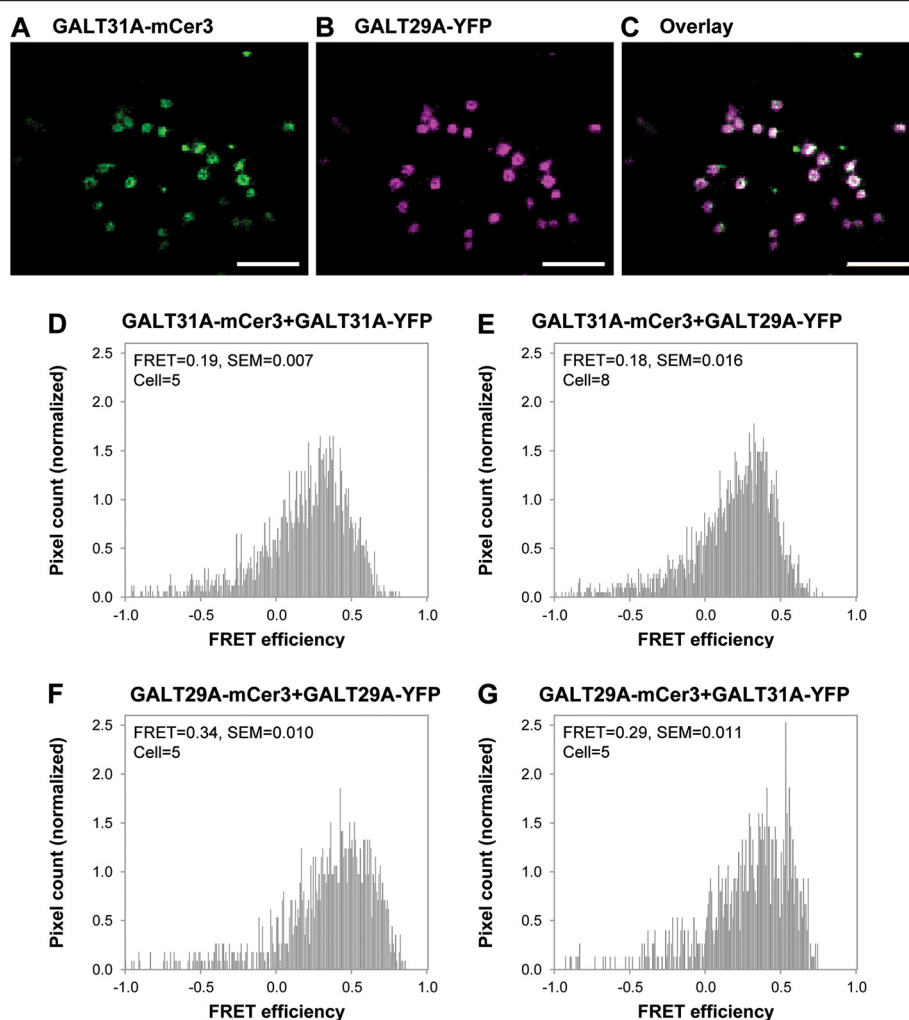 A GALT31A-mCer3
B GALT29A-YFP
C Overlay
D GALT31A-mCer3+GALT31A-YFP
FRET=0.19, SEM=0.007
Cell=5
Pixel count (normalized)
2.5
2.0
1.5
1.0
0.5
0.0
-1.0 -0.5 0.0 0.5 1.0
FRET efficiency
E GALT31A-mCer3+GALT29A-YFP
FRET=0.18, SEM=0.016
Cell=8
Pixel count (normalized)
2.5
2.0
1.5
1.0
0.5
0.0
-1.0 -0.5 0.0 0.5 1.0
FRET efficiency
F GALT29A-mCer3+GALT29A-YFP
FRET=0.34, SEM=0.010
Cell=5
Pixel count (normalized)
2.5
2.0
1.5
1.0
0.5
0.0
-1.0 -0.5 0.0 0.5 1.0
FRET efficiency
G GALT29A-mCer3+GALT31A-YFP
FRET=0.29, SEM=0.011
Cell=5
Pixel count (normalized)
2.5
2.0
1.5
1.0
0.5
0.0
-1.0 -0.5 0.0 0.5 1.0
FRET efficiency